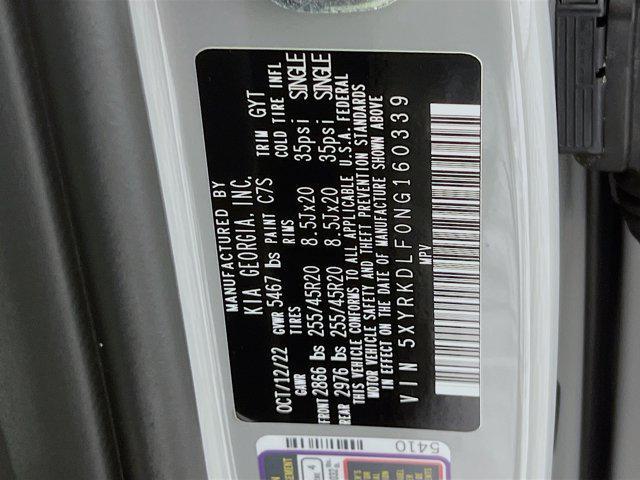 MANUFACTURED BY
KIA GEORGIA, INC.
OCT/12/22 GVWR 5467 lbs PAINT C7S TRIM GYT
GAWR TIRES RIMS COLD TIRE INFL
FRONT 2866 lbs 255/45R20 8.5Jx20 35psi SINGLE
REAR 2976 lbs 255/45R20 8.5Jx20 35psi SINGLE
THIS VEHICLE CONFORMS TO ALL APPLICABLE U.S.A. FEDERAL
MOTOR VEHICLE SAFETY AND THEFT PREVENTION STANDARDS
IN EFFECT ON THE DATE OF MANUFACTURE SHOWN ABOVE
VIN 5XYRKDLF0NG160339
MPV
5410